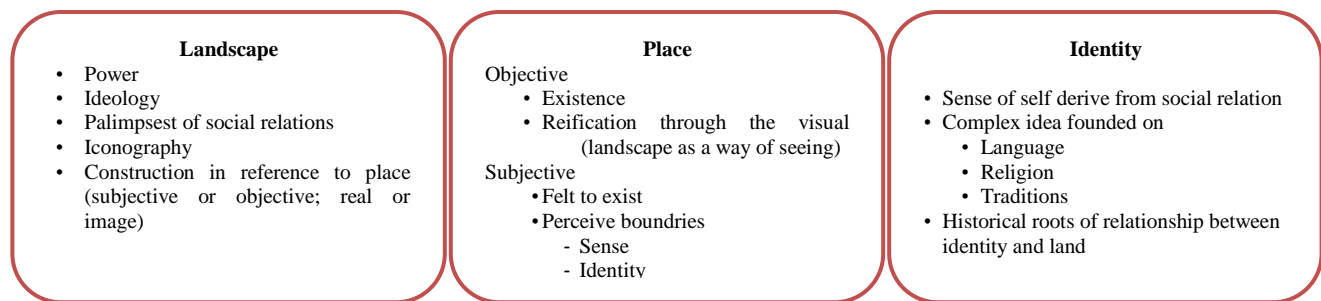 Landscape
• Power
• Ideology
• Palimpsest of social relations
• Iconography
• Construction in reference to place
(subjective or objective; real or
image)
Place
Objective
• Existence
• Reification through the visual
(landscape as a way of seeing)
Subjective
• Felt to exist
• Perceive boundries
- Sense
- Identity
Identity
• Sense of self derive from social relation
• Complex idea founded on
• Language
• Religion
• Traditions
• Historical roots of relationship between
identity and land